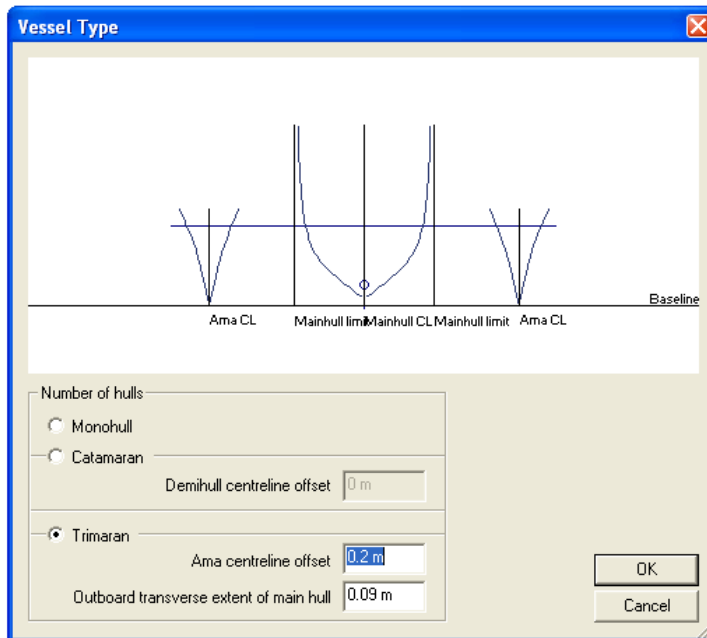 Vessel Type
Baseline
Ama CL Mainhull limit Mainhull CL Mainhull limit Ama CL
Number of hulls
Monohull
Catamaran
Demihull centreline offset 0 m
Trimaran
Ama centreline offset 0.2 m
Outboard transverse extent of main hull 0.09 m
OK
Cancel